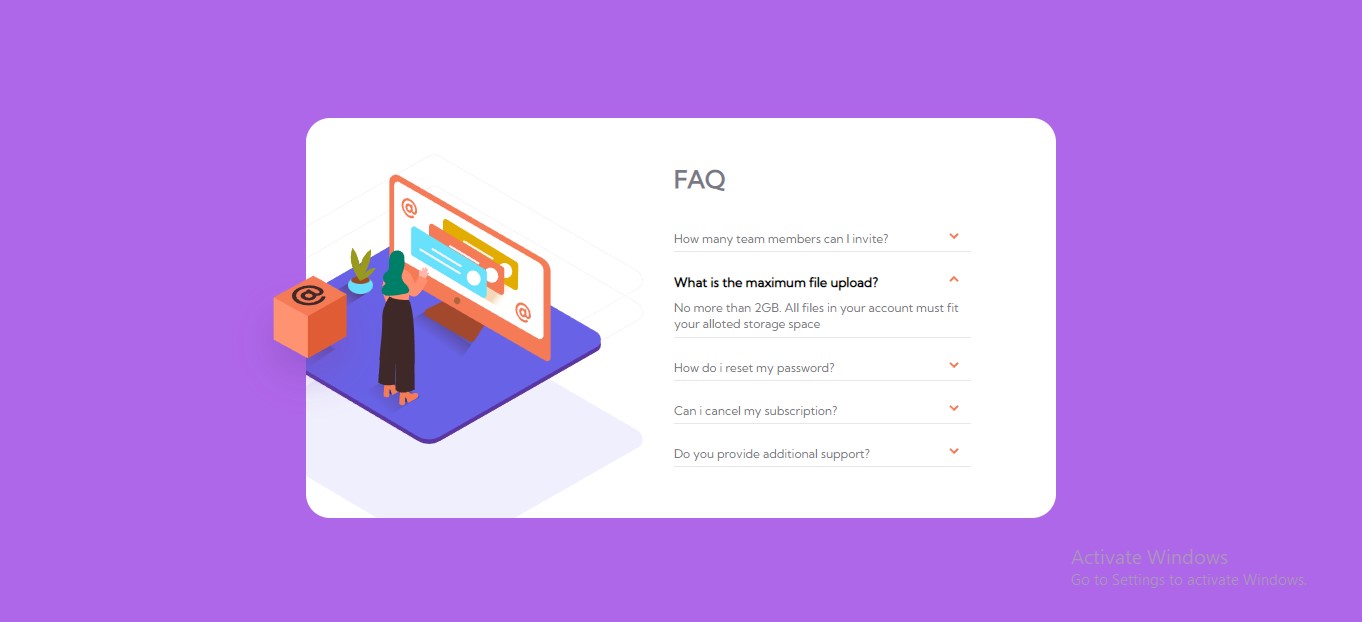 FAQ
How many team members can I invite?
What is the maximum file upload?
No more than 2GB. All files in your account must fit
your alloted storage space
How do i reset my password?
Can i cancel my subscription?
Do you provide additional support?
@
@
@
Activate Windows
Go to Settings to activate Windows.